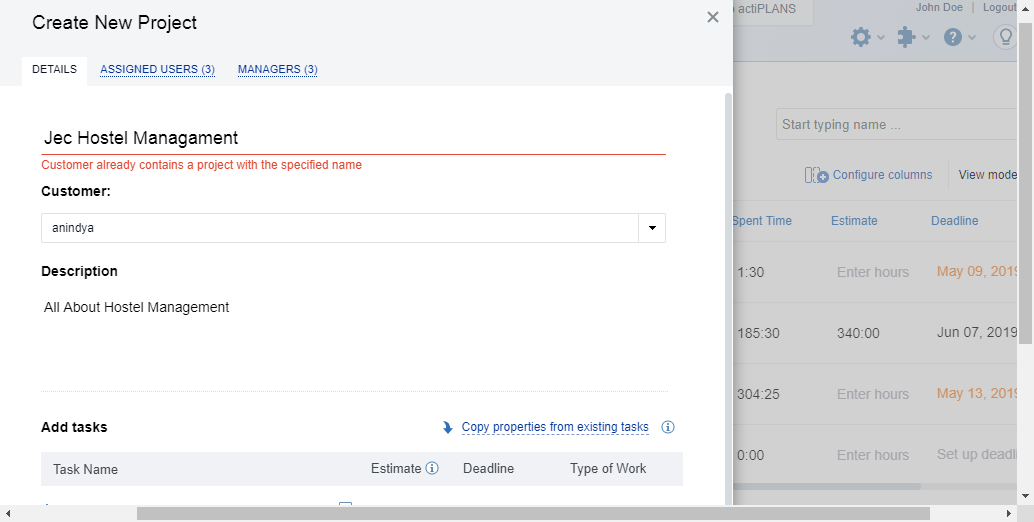 Create New Project
actiPLANS
John Doe | Logout
DETAILS
ASSIGNED USERS (3)
MANAGERS (3)
Jec Hostel Managament
Customer already contains a project with the specified name
Customer:
anindya
Description
All About Hostel Management
Add tasks
Copy properties from existing tasks
Task Name
Estimate
Deadline
Type of Work
Start typing name ...
Configure columns
View mode
Spent Time
Estimate
Deadline
1:30
Enter hours
May 09, 2019
185:30
340:00
Jun 07, 2019
304:25
Enter hours
May 13, 2019
0:00
Enter hours
Set up deadli